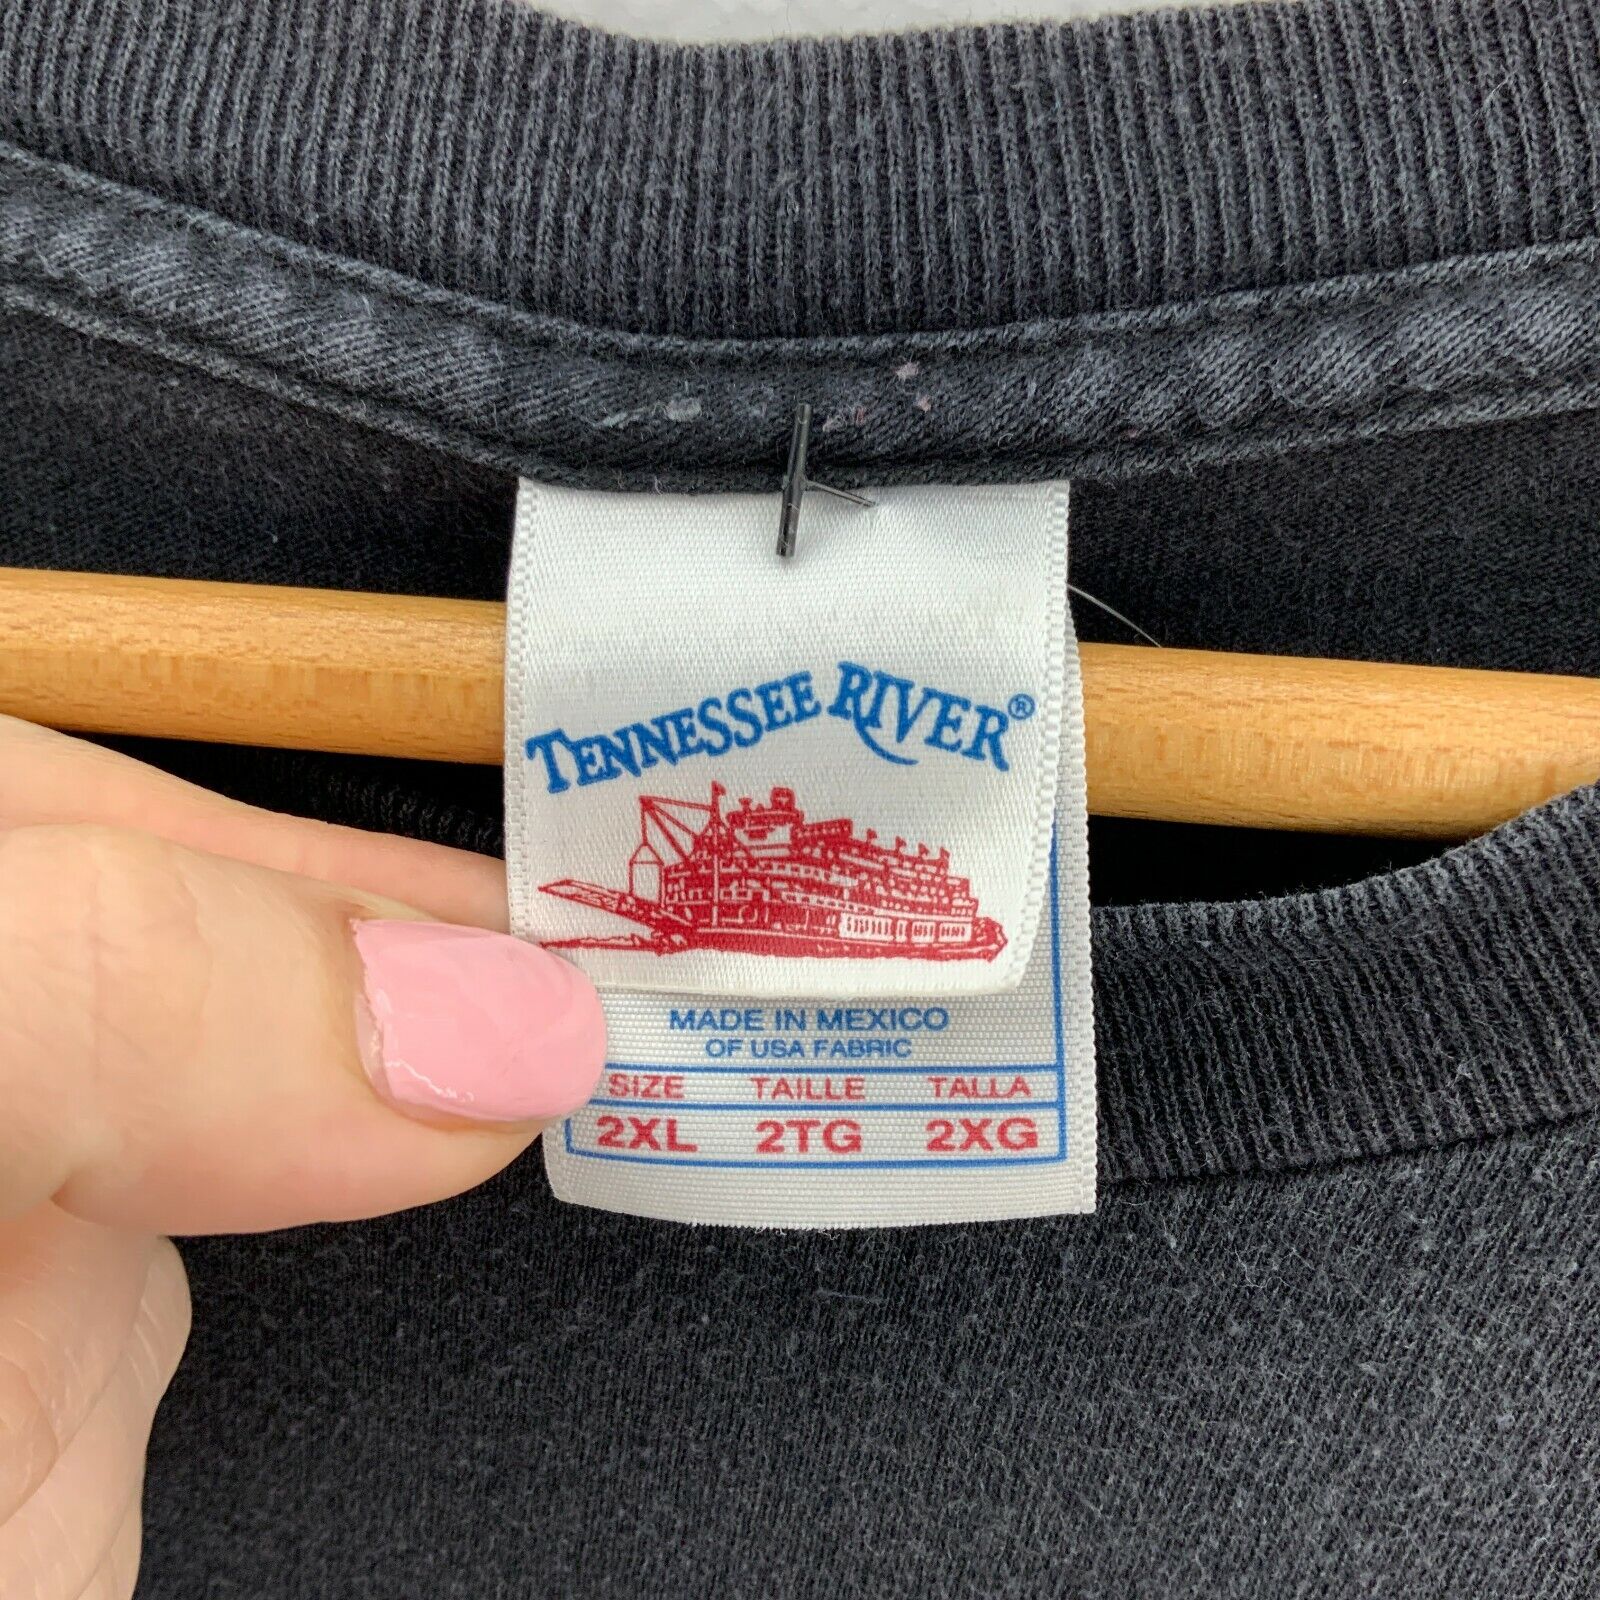 TENNESSEE RIVER®
MADE IN MEXICO
OF USA FABRIC
SIZE TAILLE TALLA
2XL 2TG 2XG